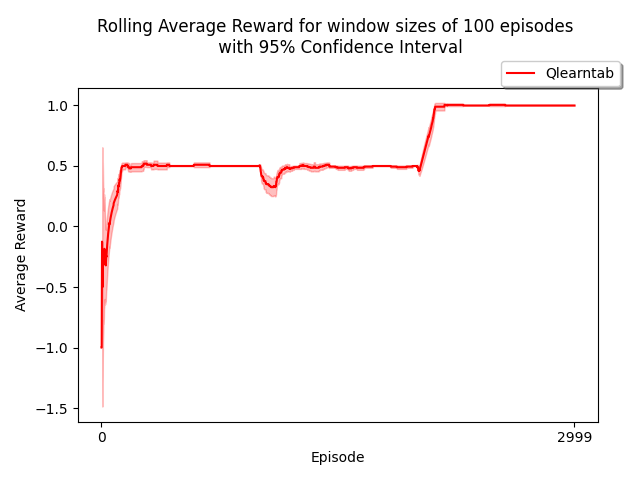 Rolling Average Reward for window sizes of 100 episodes
with 95% Confidence Interval
Qlearntab
1.0
0.5
0.0
−0.5
−1.0
−1.5
Average Reward
0
2999
Episode